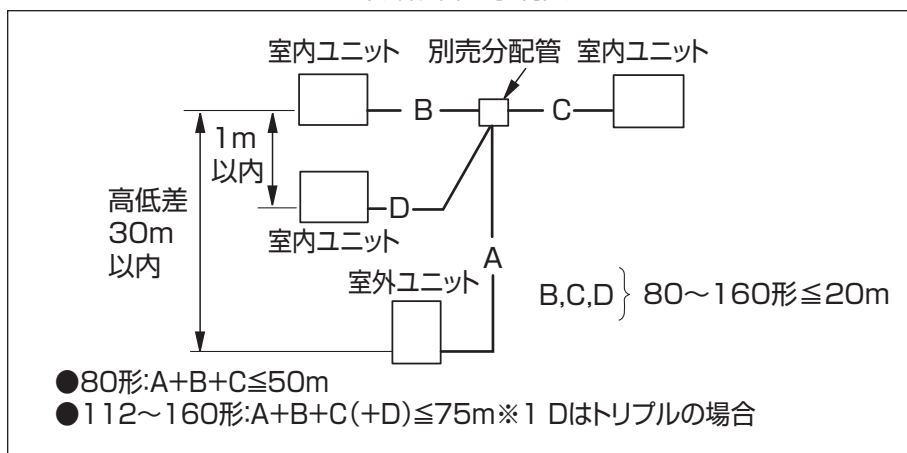 室内ユニット 別売分配管 室内ユニット
B
C
1m
以内
高低差
30m
以内
D
室内ユニット
A
室外ユニット
B,C,D} 80〜160形≦20m
●80形:A+B+C≦50m
●112〜160形:A+B+C(+D)≦75m※1 Dはトリプルの場合